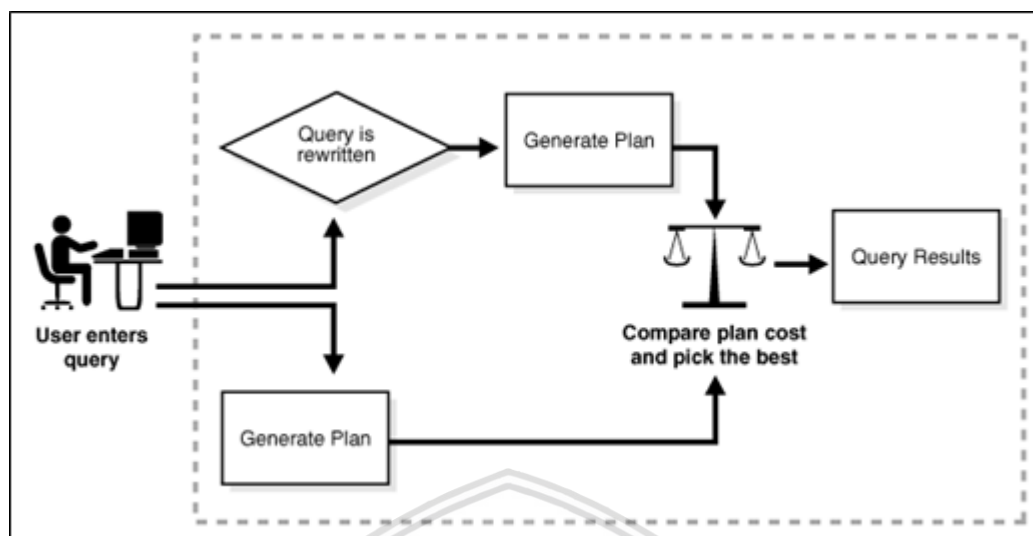 Query is
rewritten
Generate Plan
User enters
query
Compare plan cost
and pick the best
Query Results
Generate Plan